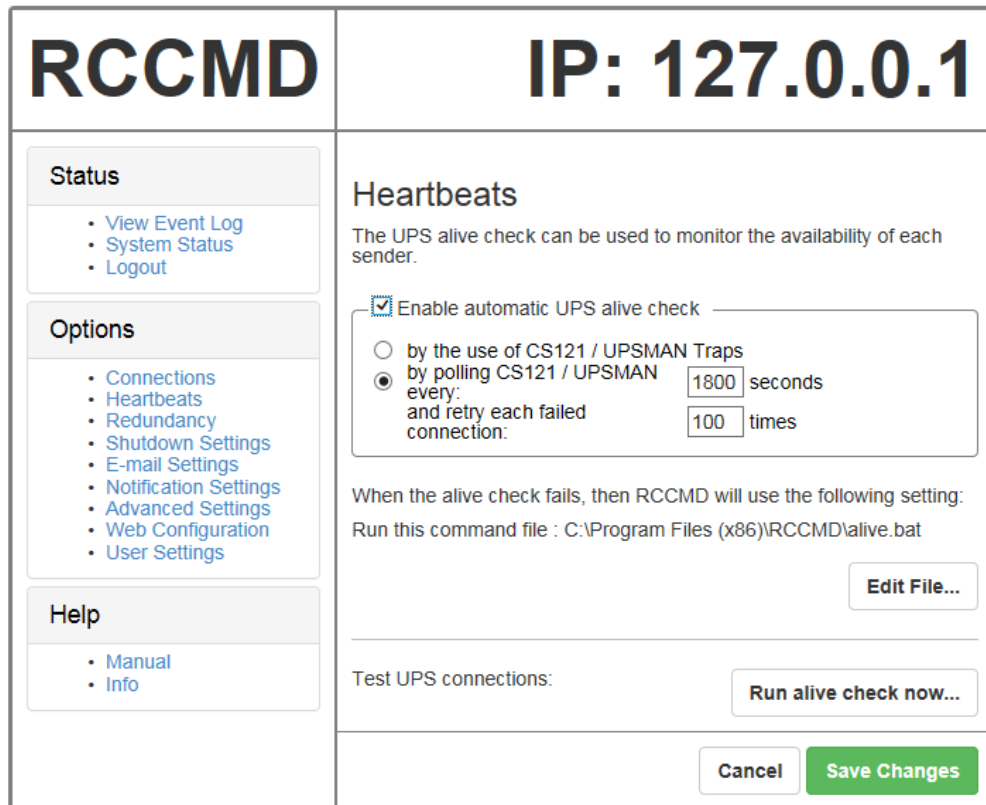 RCCMD
IP: 127.0.0.1
Status
• View Event Log
• System Status
• Logout
Options
• Connections
• Heartbeats
• Redundancy
• Shutdown Settings
• E-mail Settings
• Notification Settings
• Advanced Settings
• Web Configuration
• User Settings
Help
• Manual
• Info
Heartbeats
The UPS alive check can be used to monitor the availability of each
sender.
Enable automatic UPS alive check
by the use of CS121 / UPSMAN Traps
by polling CS121 / UPSMAN
every:
1800 seconds
and retry each failed
connection:
100 times
When the alive check fails, then RCCMD will use the following setting:
Run this command file : C:\Program Files (x86)\RCCMD\alive.bat
Edit File...
Test UPS connections:
Run alive check now...
Cancel
Save Changes